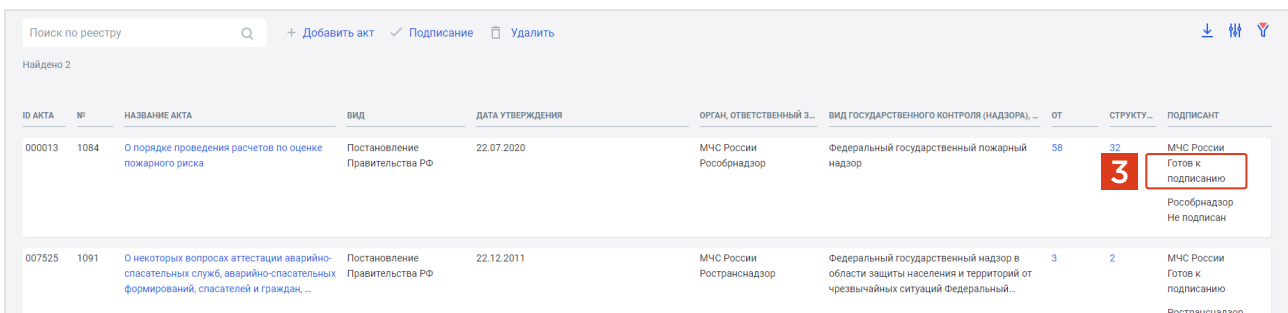 Поиск по реестру
+ Добавить акт Подписание Удалить
Найдено 2
ID АКТА № НАЗВАНИЕ АКТА ВИД ДАТА УТВЕРЖДЕНИЯ ОРГАН, ОТВЕТСТВЕННЫЙ З... ВИД ГОСУДАРСТВЕННОГО КОНТРОЛЯ (НАДЗОРА), ... ОТ СТРУКТУ... ПОДПИСАНТ
000013 1084 О порядке проведения расчетов по оценке Постановление 22.07.2020 МЧС России Федеральный государственный пожарный 58 32 МЧС России
пожарного риска Правительства РФ Рособрнадзор надзор 3 Готов к
подписанию
Рособрнадзор
Не подписан
007525 1091 О некоторых вопросах аттестации аварийно- Постановление 22.12.2011 МЧС России Федеральный государственный надзор в 3 2 МЧС России
спасательных служб, аварийно-спасательных Правительства РФ Ространснадзор области защиты населения и территорий от Готов к
формирований, спасателей и граждан, ... чрезвычайных ситуаций Федеральный... подписанию
Ространснадзор